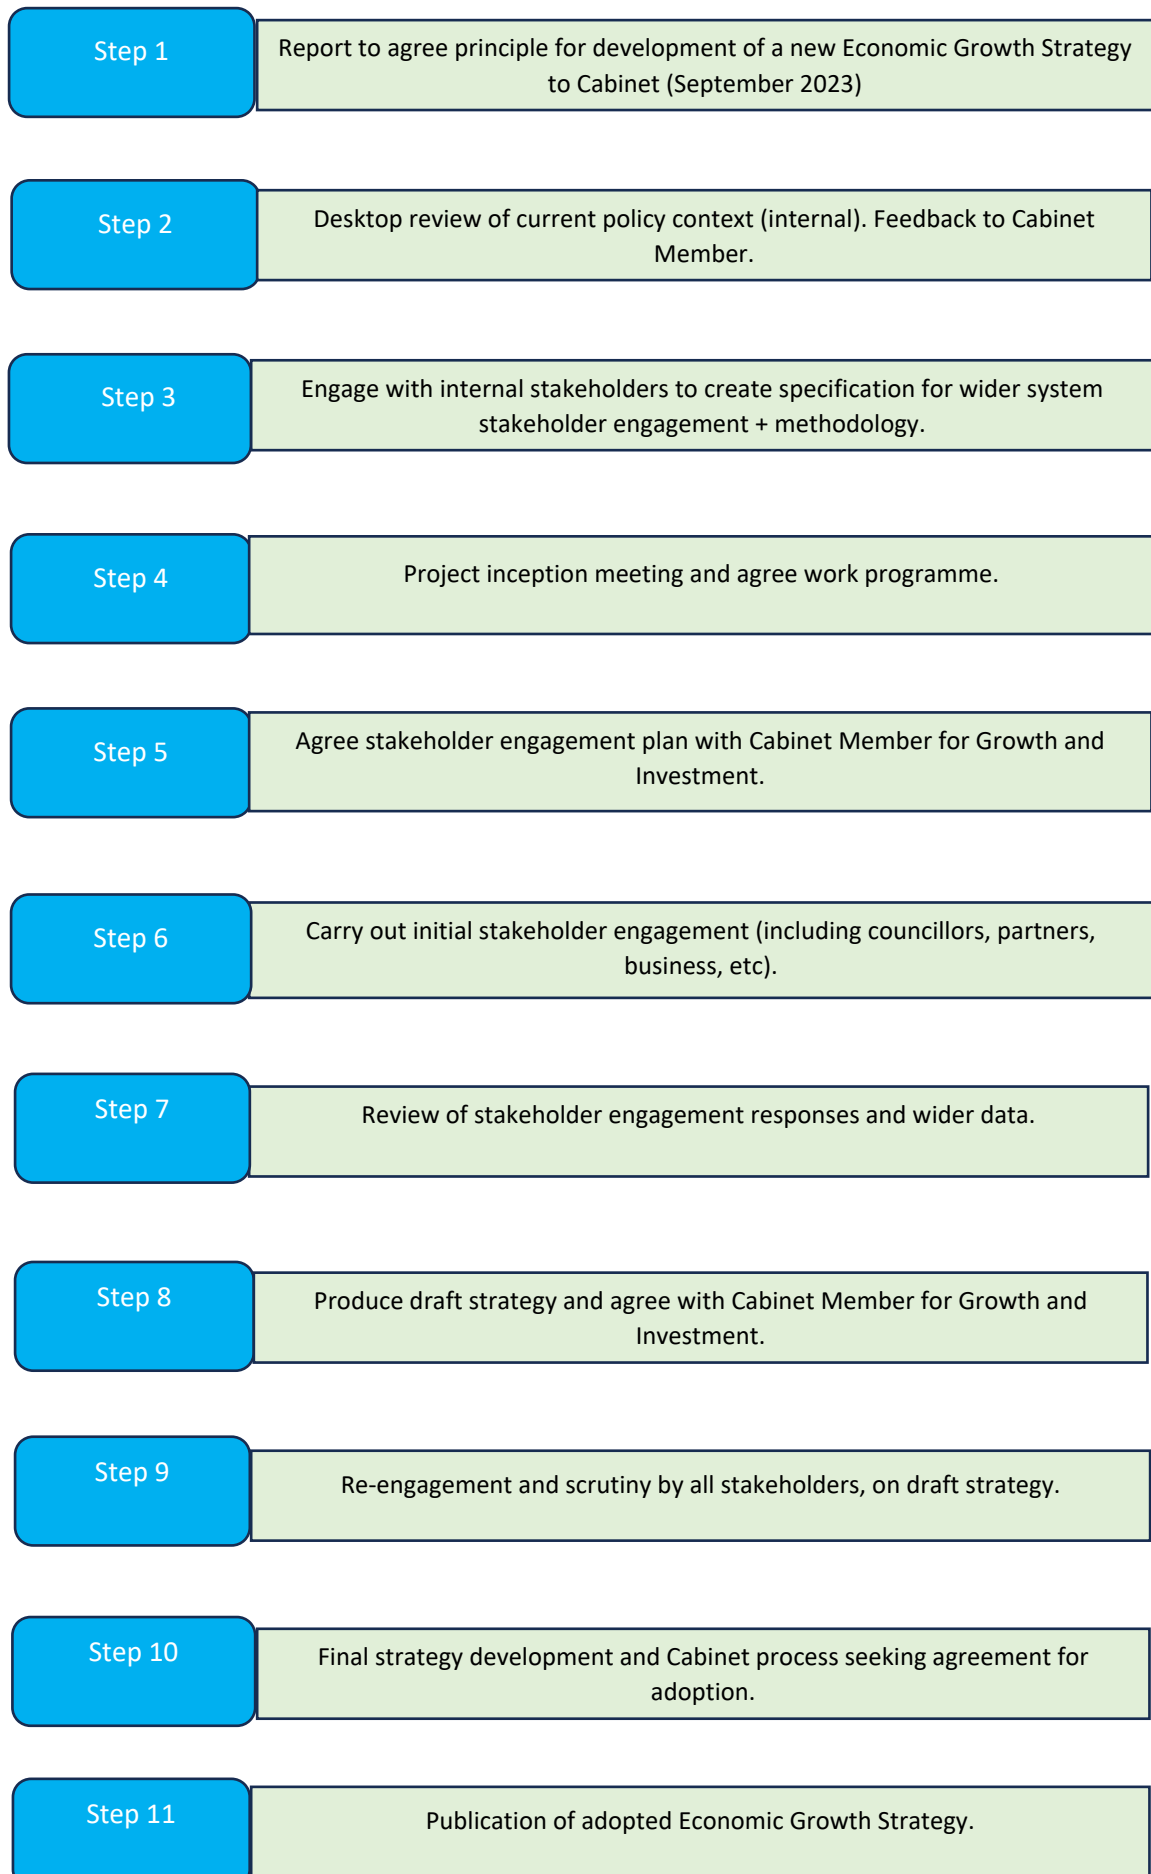 Step 1
Report to agree principle for development of a new Economic Growth Strategy
to Cabinet (September 2023)
Step 2
Desktop review of current policy context (internal). Feedback to Cabinet
Member.
Step 3
Engage with internal stakeholders to create specification for wider system
stakeholder engagement + methodology.
Step 4
Project inception meeting and agree work programme.
Step 5
Agree stakeholder engagement plan with Cabinet Member for Growth and
Investment.
Step 6
Carry out initial stakeholder engagement (including councillors, partners,
business, etc).
Step 7
Review of stakeholder engagement responses and wider data.
Step 8
Produce draft strategy and agree with Cabinet Member for Growth and
Investment.
Step 9
Re-engagement and scrutiny by all stakeholders, on draft strategy.
Step 10
Final strategy development and Cabinet process seeking agreement for
adoption.
Step 11
Publication of adopted Economic Growth Strategy.